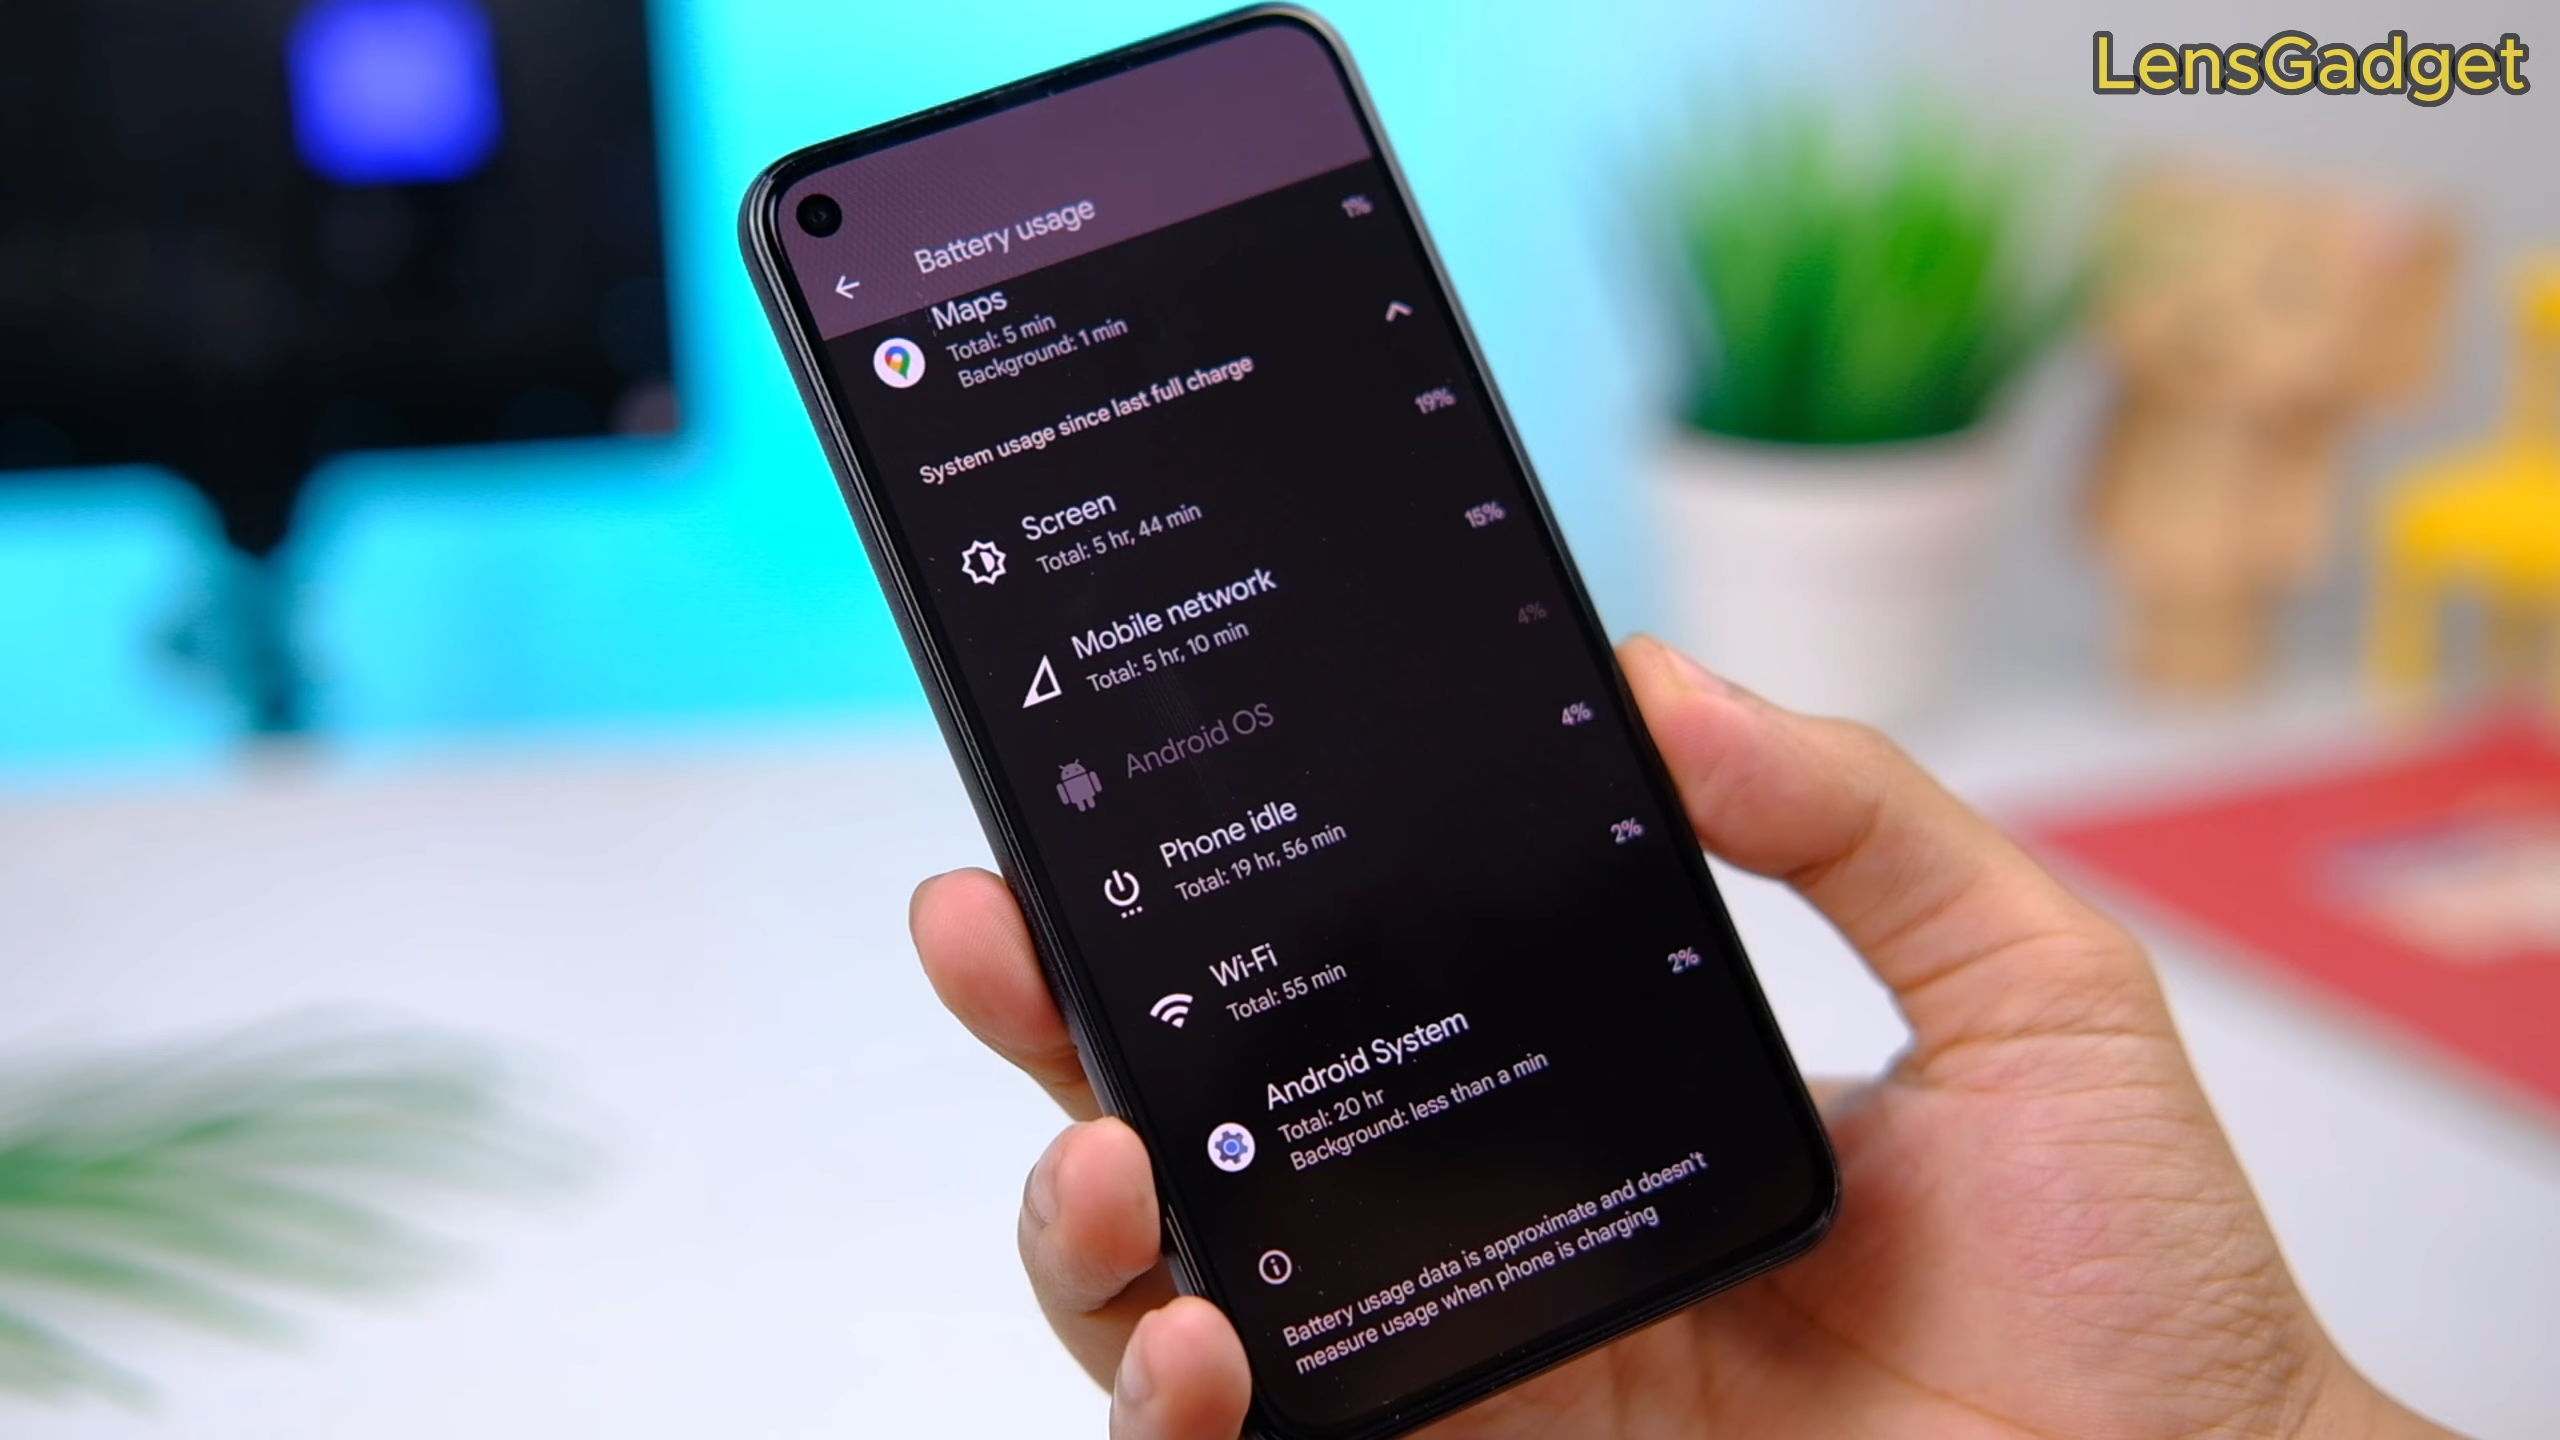 LensGadget
Battery usage
Maps
1%
Total: 5 min
Background: 1 min
System usage since last full charge
Screen
19%
Total: 5 hr, 44 min
Mobile network
15%
Total: 5 hr, 10 min
Android OS
4%
Phone idle
4%
Total: 19 hr, 56 min
Wi-Fi
2%
Total: 55 min
Android System
2%
Total: 20 hr
Background: less than a min
Battery usage data is approximate and doesn't
measure usage when phone is charging